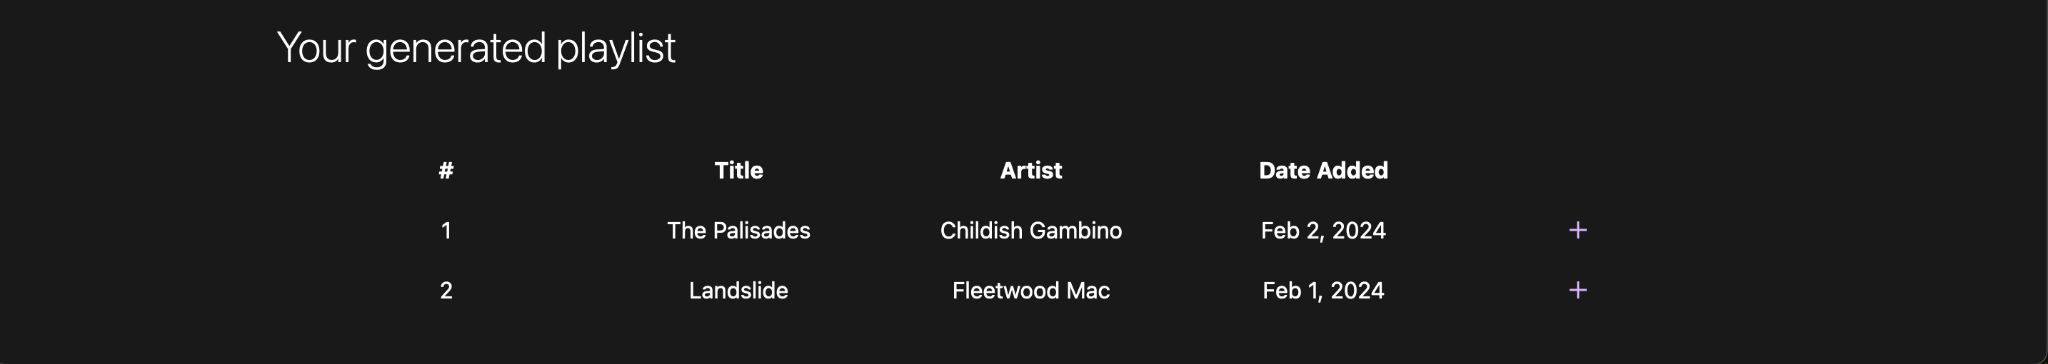 Your generated playlist
# Title Artist Date Added
1 The Palisades Childish Gambino Feb 2, 2024 +
2 Landslide Fleetwood Mac Feb 1, 2024 +